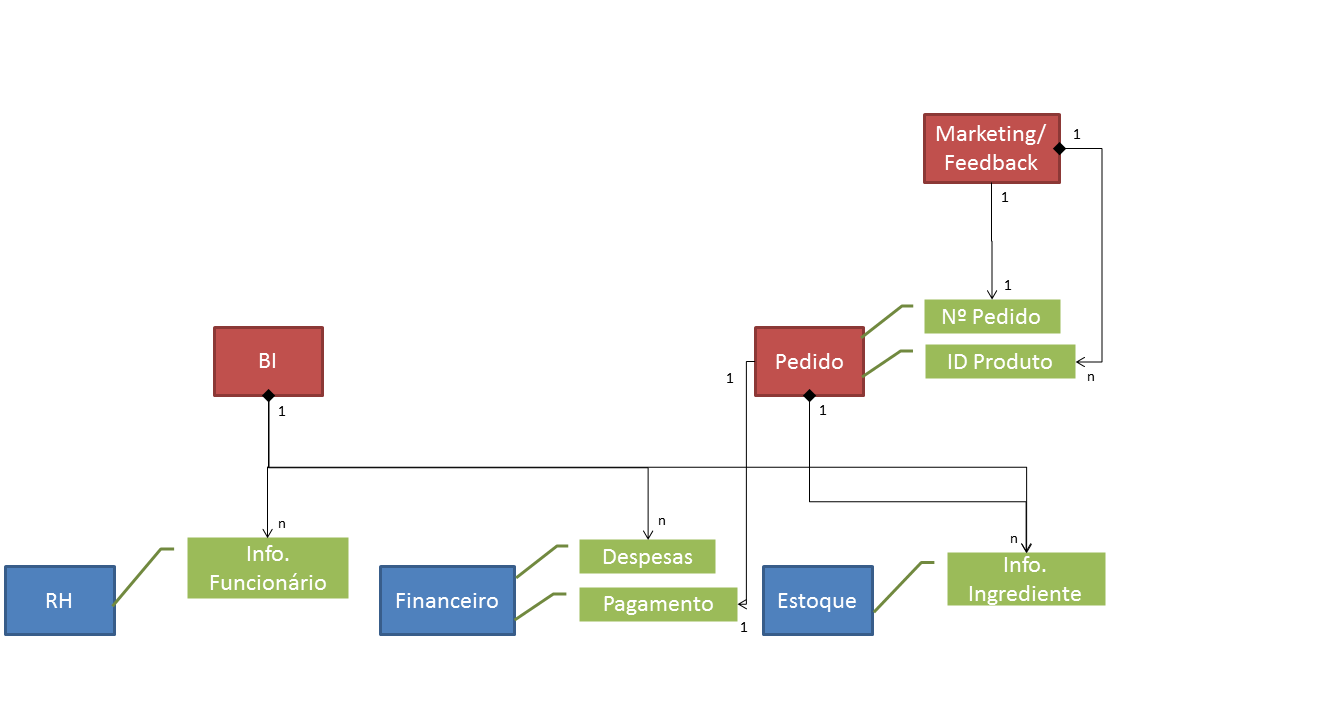 Marketing/
Feedback
1
1
1
Nº Pedido
BI
Pedido
ID Produto
1
n
1
1
n
n
n
Info.
Funcionário
Despesas
Info.
Ingrediente
RH
Financeiro
Pagamento
Estoque
1